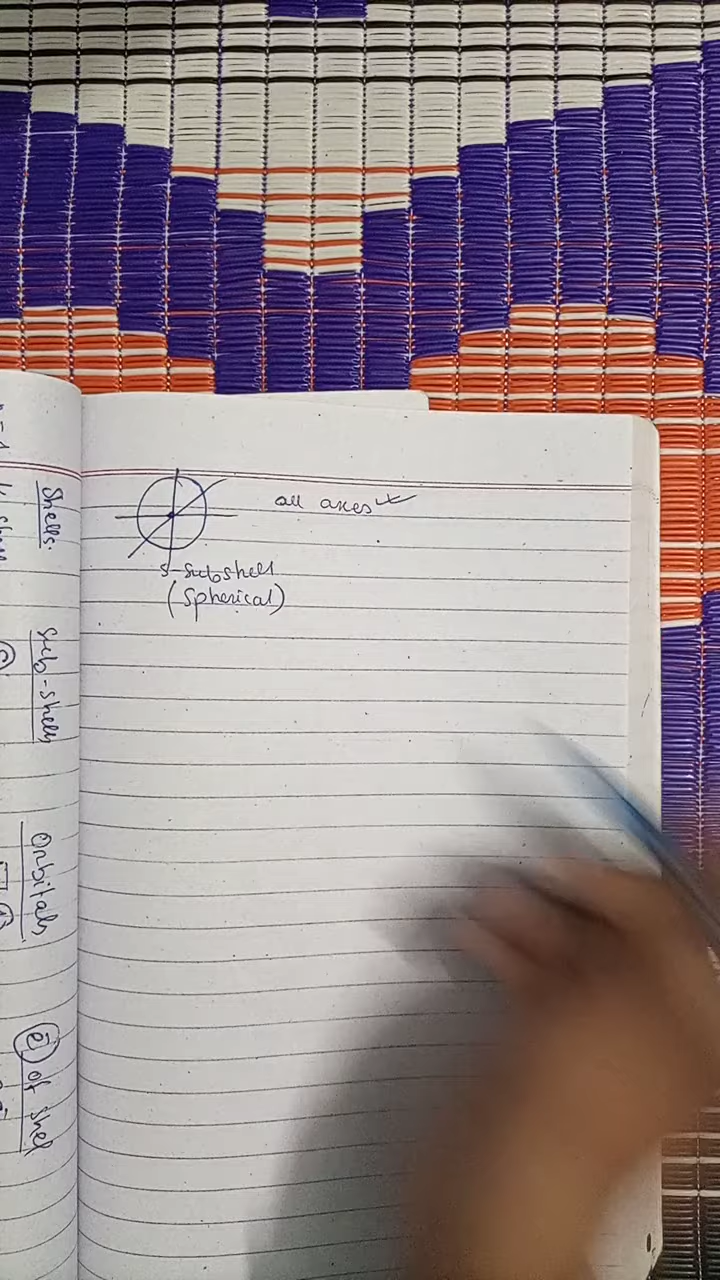 all axes
s-subshell
(Spherical)
Shells.
Sub-shells
Orbitals
e⁻ of shel